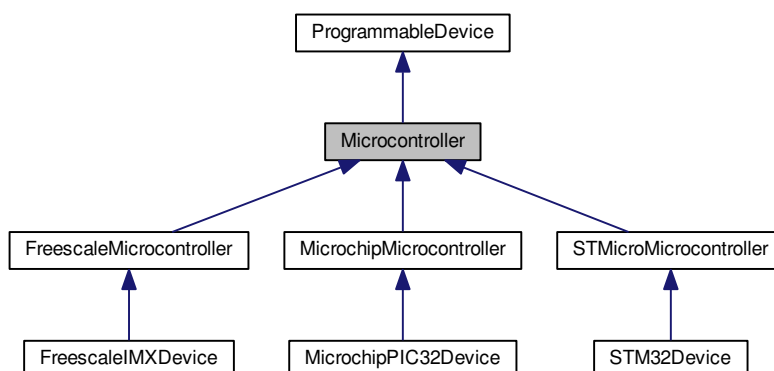 ProgrammableDevice
Microcontroller
FreescaleMicrocontroller
MicrochipMicrocontroller
STMicroMicrocontroller
FreescaleIMXDevice
MicrochipPIC32Device
STM32Device